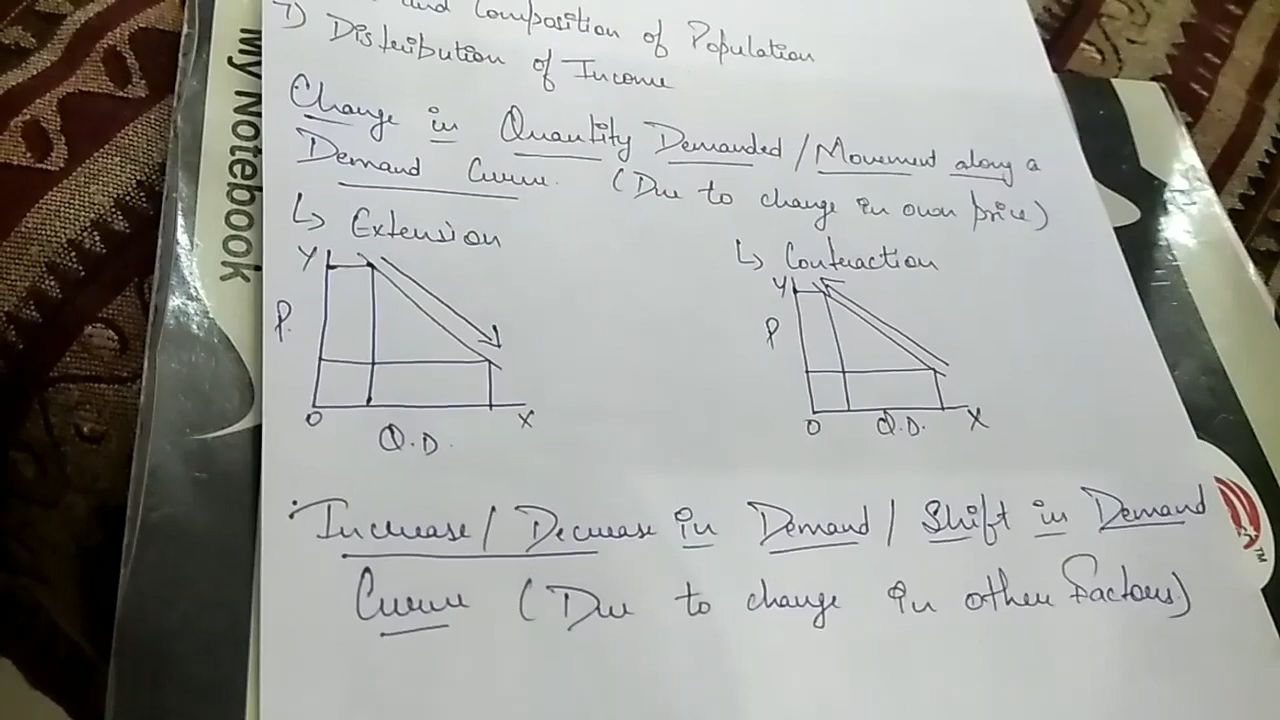 7) and Composition of Population
Distribution of Income
Change in Quantity Demanded / Movement along a
Demand Curve. (Due to change in own price)
↳ Extension
↳ Contraction
Y
P.
O
Q.D.
X
Y
P
O
Q.D.
X
Increase / Decrease in Demand / Shift in Demand
Curve (Due to change in other Factors)
My Notebook
TM